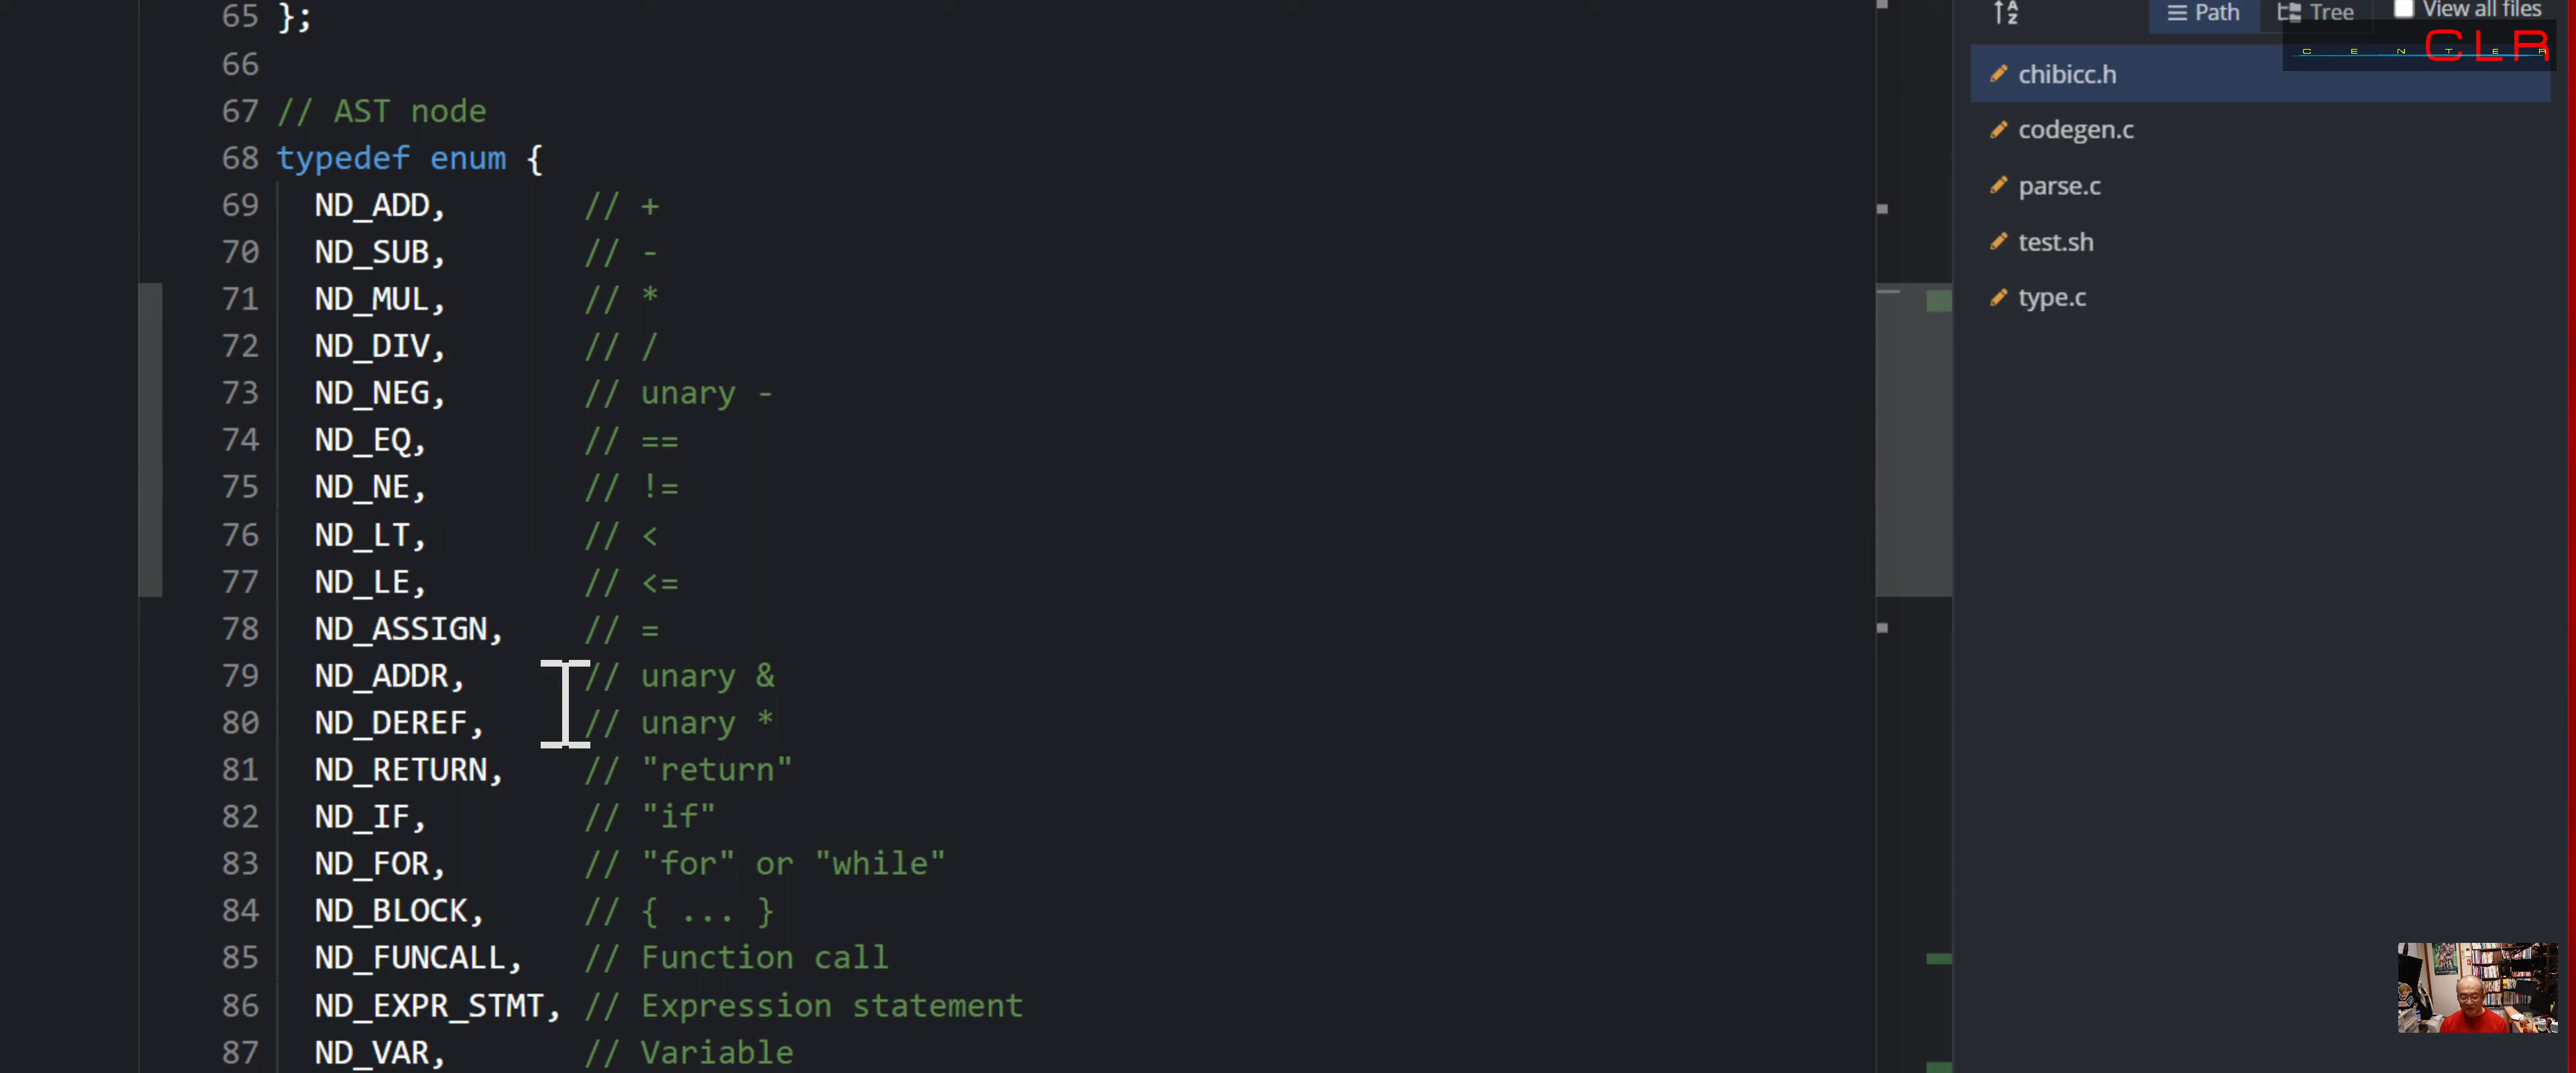 65 };
66
67 // AST node
68 typedef enum {
69 ND_ADD, // +
70 ND_SUB, // -
71 ND_MUL, // *
72 ND_DIV, // /
73 ND_NEG, // unary -
74 ND_EQ, // ==
75 ND_NE, // !=
76 ND_LT, // <
77 ND_LE, // <=
78 ND_ASSIGN, // =
79 ND_ADDR, // unary &
80 ND_DEREF, // unary *
81 ND_RETURN, // "return"
82 ND_IF, // "if"
83 ND_FOR, // "for" or "while"
84 ND_BLOCK, // { ... }
85 ND_FUNCALL, // Function call
86 ND_EXPR_STMT, // Expression statement
87 ND_VAR, // Variable
AZ Path Tree View all files
CENTER CLR
chibicc.h
codegen.c
parse.c
test.sh
type.c